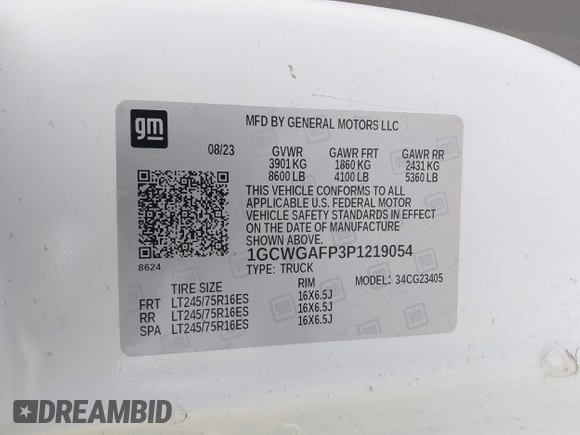 gm
MFD BY GENERAL MOTORS LLC
08/23 GVWR GAWR FRT GAWR RR
3901 KG 1860 KG 2431 KG
8600 LB 4100 LB 5360 LB
THIS VEHICLE CONFORMS TO ALL
APPLICABLE U.S. FEDERAL MOTOR
VEHICLE SAFETY STANDARDS IN EFFECT
ON THE DATE OF MANUFACTURE
SHOWN ABOVE.
8624
1GCWGAFP3P1219054
TYPE: TRUCK MODEL: 34CG23405
TIRE SIZE RIM
FRT LT245/75R16ES 16X6.5J
RR LT245/75R16ES 16X6.5J
SPA LT245/75R16ES 16X6.5J
DREAMBID